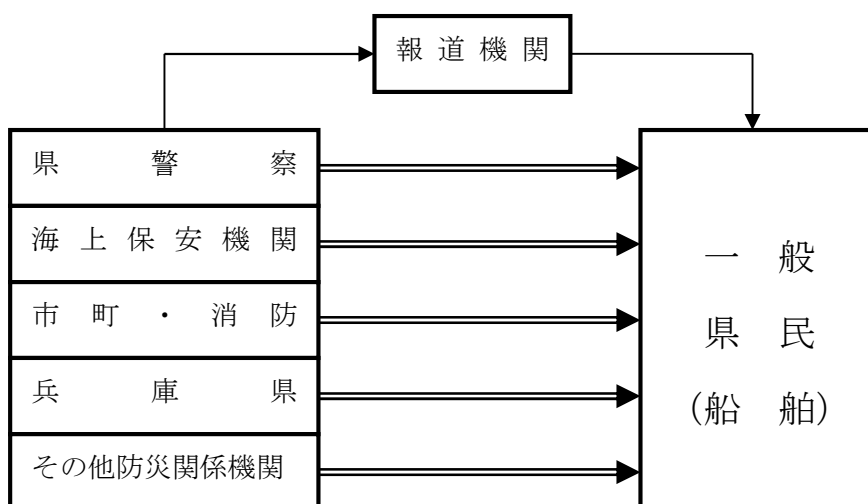 報道機関
県警察
海上保安機関
市町・消防
兵庫県
その他防災関係機関
一般
県民
(船舶)